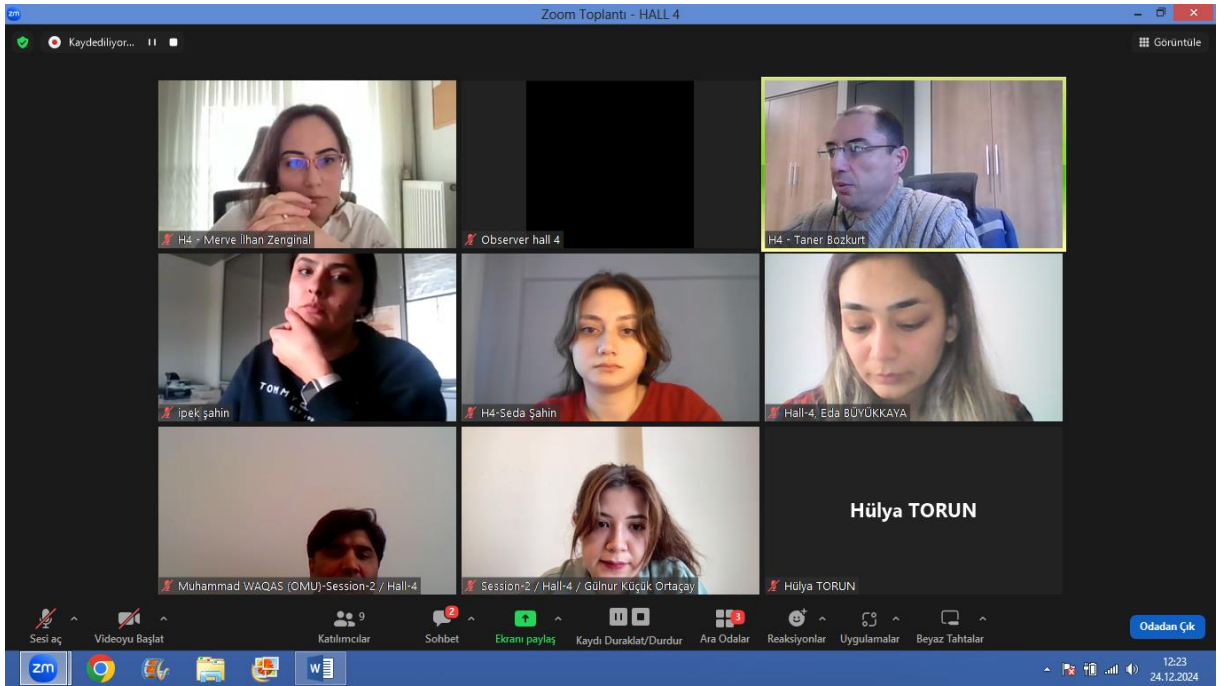 zm
Zoom Toplantı - HALL 4
Kaydediliyor...
Görüntüle
H4 - Merve İlhan Zenginal
Observer hall 4
H4 - Taner Bozkurt
TOMM
ipek şahin
H4-Seda Şahin
Hall-4, Eda BÜYÜKKAYA
Muhammad WAQAS (OMU)-Session-2 / Hall-4
Session-2 / Hall-4 / Gülnur Küçük Ortaçay
Hülya TORUN
Hülya TORUN
9
2
3
Sesi aç
Videoyu Başlat
Katılımcılar
Sohbet
Ekranı paylaş
Kaydı Duraklat/Durdur
Ara Odalar
Reaksiyonlar
Uygulamalar
Beyaz Tahtalar
Odadan Çık
zm
W
12:23
24.12.2024